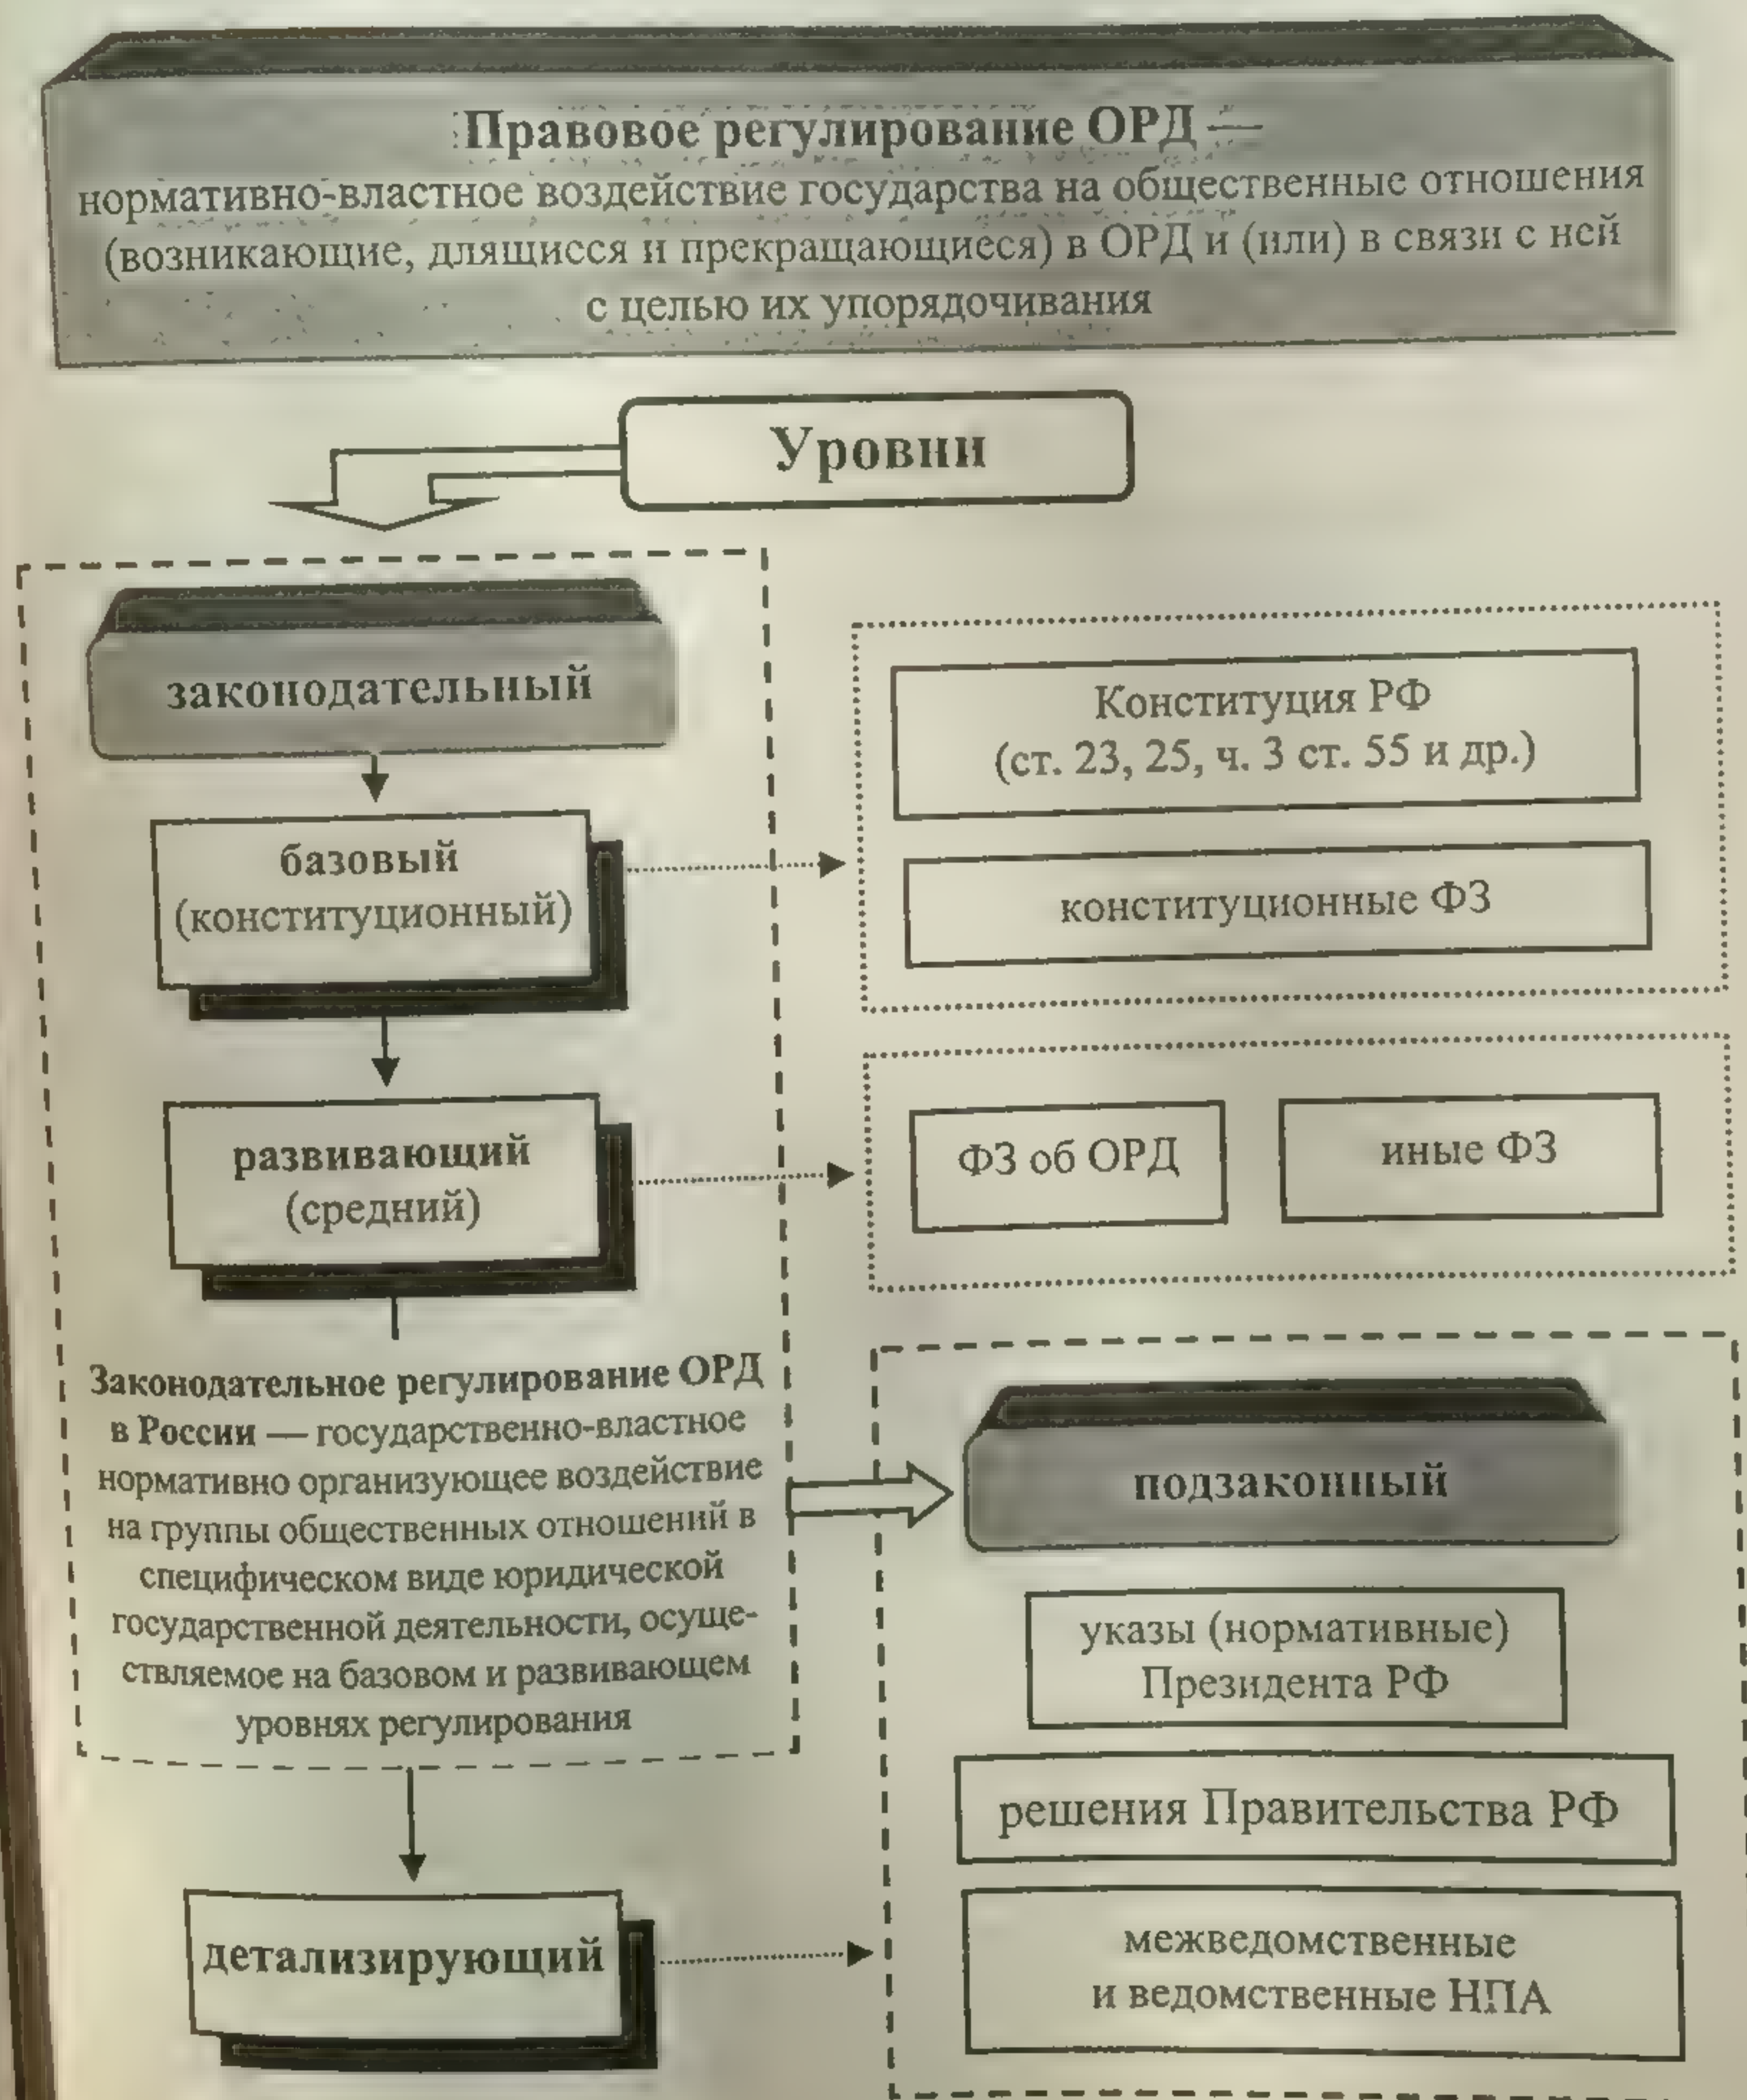 Правовое регулирование ОРД —
нормативно-властное воздействие государства на общественные отношения
(возникающие, длящиеся и прекращающиеся) в ОРД и (или) в связи с ней
с целью их упорядочивания
Уровни
законодательный
базовый
(конституционный)
Конституция РФ
(ст. 23, 25, ч. 3 ст. 55 и др.)
конституционные ФЗ
развивающий
(средний)
ФЗ об ОРД
иные ФЗ
Законодательное регулирование ОРД
в России — государственно-властное
нормативно организующее воздействие
на группы общественных отношений в
специфическом виде юридической
государственной деятельности, осуще-
ствляемое на базовом и развивающем
уровнях регулирования
подзаконный
указы (нормативные)
Президента РФ
решения Правительства РФ
детализирующий
межведомственные
и ведомственные НПА